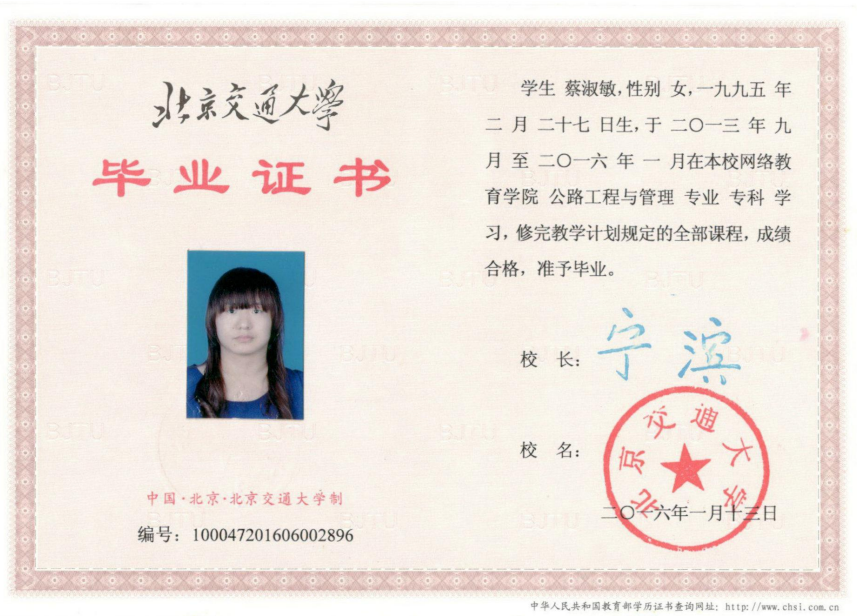 北京交通大学
毕业证书
中国·北京·北京交通大学制
编号：100047201606002896
学生 蔡淑敏，性别 女，一九九五 年
二 月 二十七 日生，于 二〇一三 年 九
月 至 二〇一六 年 一 月在本校网络教
育学院 公路工程与管理 专业 专科 学
习，修完教学计划规定的全部课程，成绩
合格，准予毕业。
校 长：宁 滨
校 名：
北京交通大学
二〇一六年一月十三日
中华人民共和国教育部学历证书查询网址：http://www.chsi.com.cn